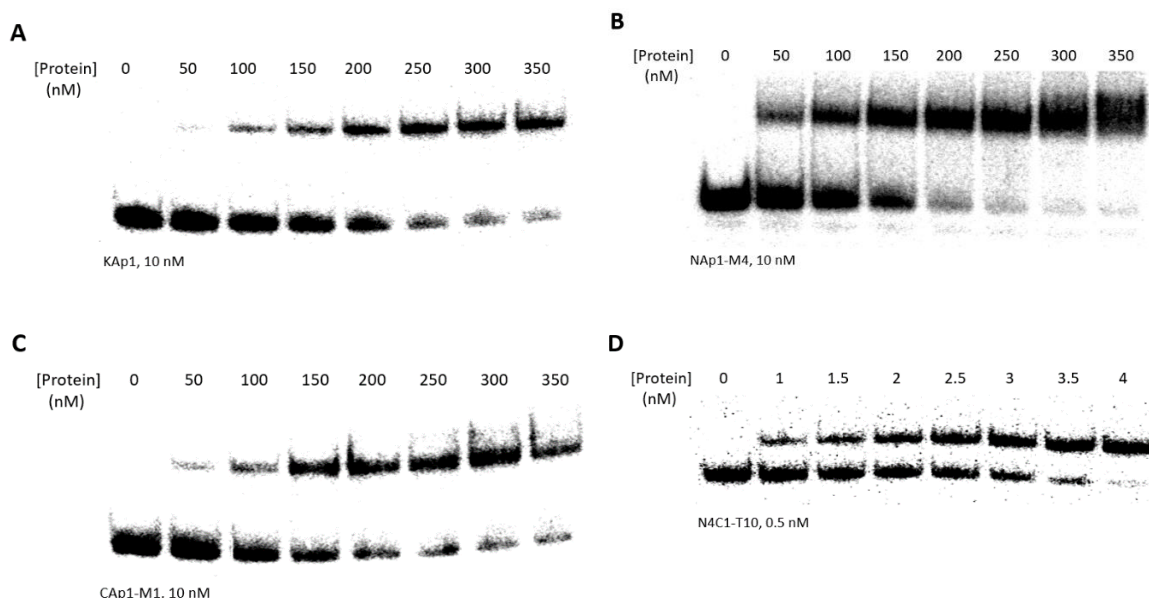 A
[Protein] 0 50 100 150 200 250 300 350
(nM)
KAp1, 10 nM
B
[Protein] 0 50 100 150 200 250 300 350
(nM)
NAp1-M4, 10 nM
C
[Protein] 0 50 100 150 200 250 300 350
(nM)
CAp1-M1, 10 nM
D
[Protein] 0 1 1.5 2 2.5 3 3.5 4
(nM)
N4C1-T10, 0.5 nM